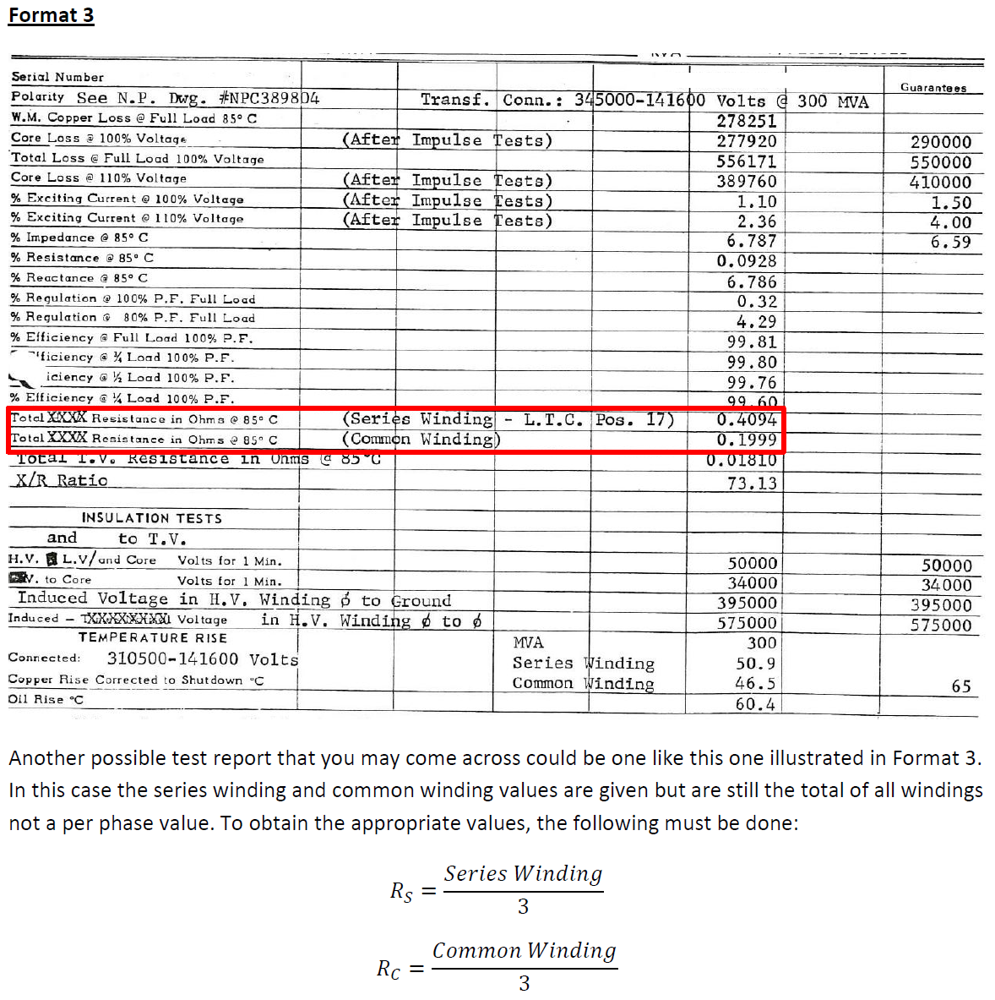 Format 3
Serial Number
Guarantees
Polarity See N.P. Dwg. #NPC3898D4 Transf. Conn.: 345000-141600 Volts @ 300 MVA
W.M. Copper Loss @ Full Load 85° C 278251
Core Loss @ 100% Voltage (After Impulse Tests) 277920 290000
Total Loss @ Full Load 100% Voltage 556171 550000
Core Loss @ 110% Voltage (After Impulse Tests) 389760 410000
% Exciting Current @ 100% Voltage (After Impulse Tests) 1.10 1.50
% Exciting Current @ 110% Voltage (After Impulse Tests) 2.36 4.00
% Impedance @ 85° C 6.787 6.59
% Resistance @ 85° C 0.0928
% Reactance @ 85° C 6.786
% Regulation @ 100% P.F. Full Load 0.32
% Regulation @ 80% P.F. Full Load 4.29
% Efficiency @ Full Load 100% P.F. 99.81
ficiency @ ¾ Load 100% P.F. 99.80
iciency @ ½ Load 100% P.F. 99.76
% Efficiency @ ¼ Load 100% P.F. 99.60
Total XXXX Resistance in Ohms @ 85° C (Series Winding - L.T.C. Pos. 17) 0.4094
Total XXXX Resistance in Ohms @ 85° C (Common Winding) 0.1999
Total T.V. Resistance in Ohms @ 85°C 0.01810
X/R Ratio 73.13
INSULATION TESTS
and to T.V.
H.V. L.V/and Core Volts for 1 Min. 50000 50000
V. to Core Volts for 1 Min. 34000 34000
Induced Voltage in H.V. Winding ϕ to Ground 395000 395000
Induced - Voltage in H.V. Winding ϕ to ϕ 575000 575000
TEMPERATURE RISE MVA 300
Connected: 310500-141600 Volts Series Winding 50.9
Copper Rise Corrected to Shutdown °C Common Winding 46.5 65
Oil Rise °C 60.4
Another possible test report that you may come across could be one like this one illustrated in Format 3.
In this case the series winding and common winding values are given but are still the total of all windings
not a per phase value. To obtain the appropriate values, the following must be done:
R_S = Series Winding / 3
R_C = Common Winding / 3